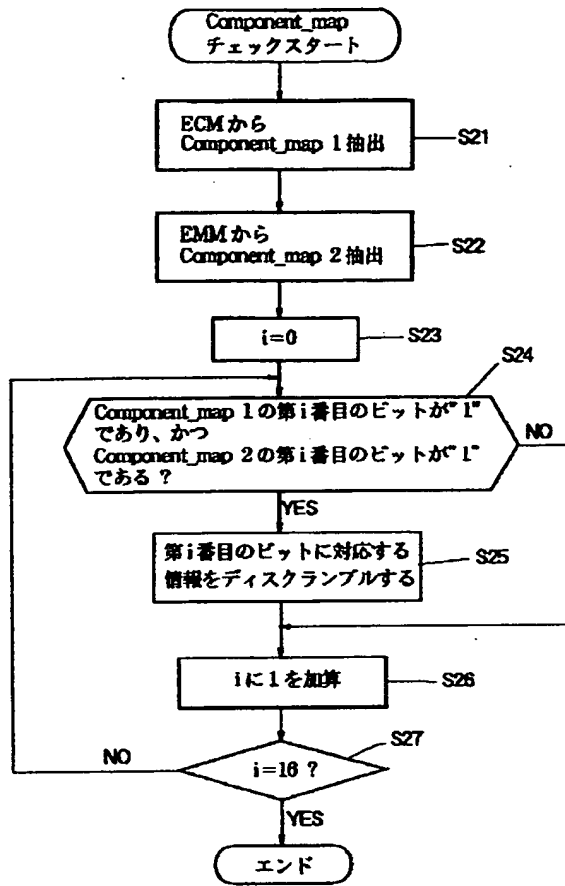 Component_map
チェックスタート
ECMから
Component_map 1抽出
S21
EMMから
Component_map 2抽出
S22
i=0
S23
S24
Component_map 1の第i番目のビットが"1"
であり、かつ
Component_map 2の第i番目のビットが"1"
である ?
NO
YES
第i番目のビットに対応する
情報をディスクランブルする
S25
iに1を加算
S26
S27
NO
i=16 ?
YES
エンド